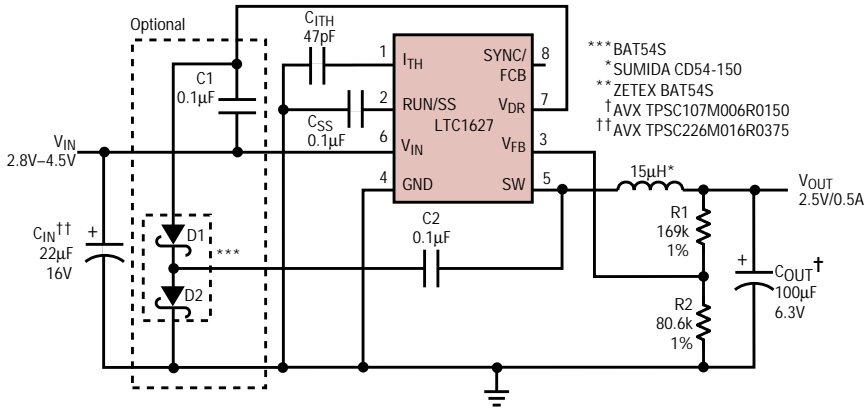 Optional
C1
0.1µF
VIN
2.8V–4.5V
CIN††
22µF
16V
+
D1
D2
***
CITH
47pF
CSS
0.1µF
1
ITH
2
RUN/SS
6
VIN
4
GND
LTC1627
SYNC/
FCB
8
VDR
7
VFB
3
SW
5
C2
0.1µF
***BAT54S
*SUMIDA CD54-150
**ZETEX BAT54S
†AVX TPSC107M006R0150
††AVX TPSC226M016R0375
15µH*
VOUT
2.5V/0.5A
R1
169k
1%
R2
80.6k
1%
+
COUT†
100µF
6.3V